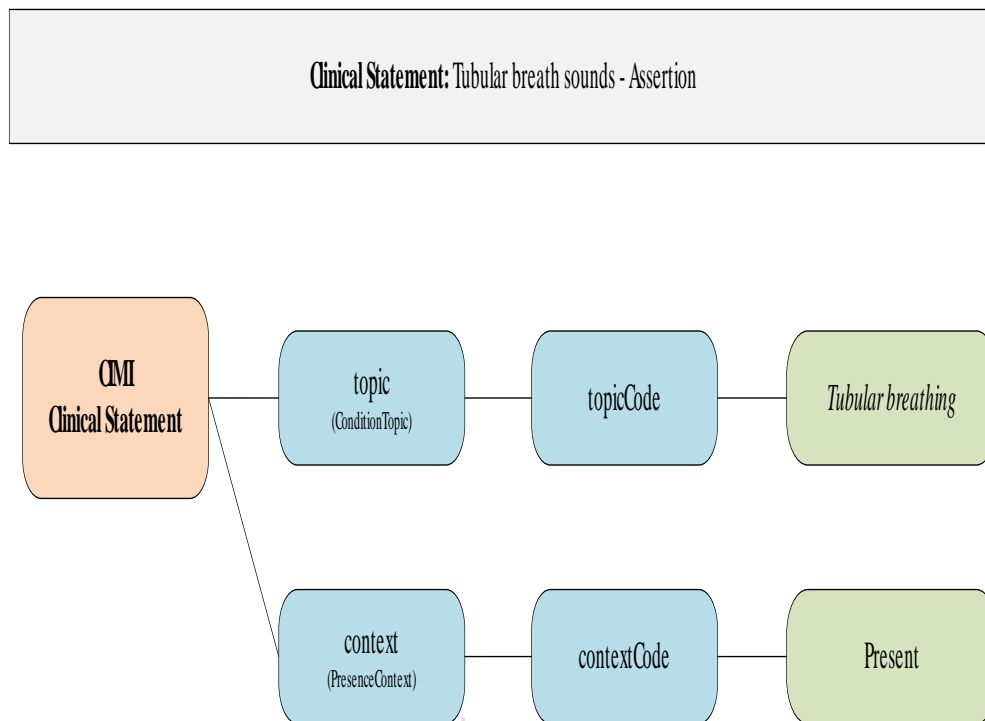 Clinical Statement: Tubular breath sounds - Assertion
CIMI
Clinical Statement
topic
(ConditionTopic)
topicCode
Tubular breathing
context
(PresenceContext)
contextCode
Present